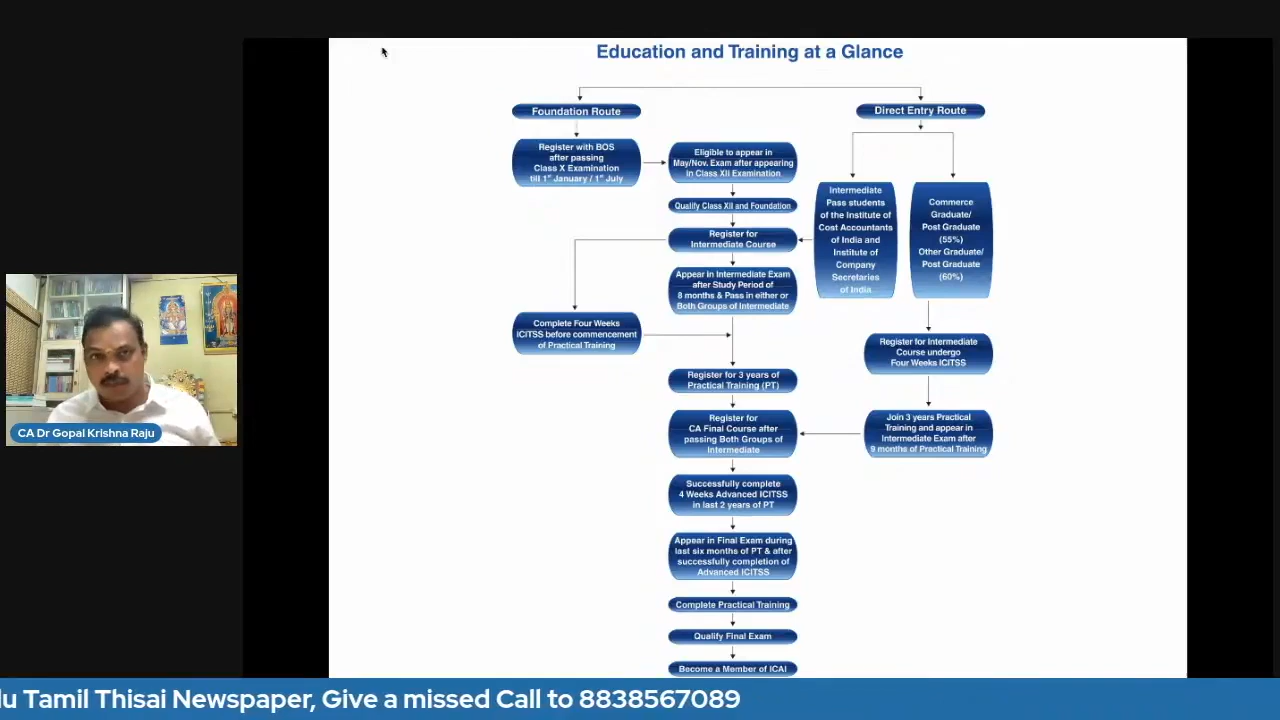 Education and Training at a Glance
Foundation Route
Register with BOS
after passing
Class X Examination
till 1st January / 1st July
Eligible to appear in
May/Nov. Exam after appearing
in Class XII Examination
Qualify Class XII and Foundation
Register for
Intermediate Course
Appear in Intermediate Exam
after Study Period of
8 months & Pass in either or
Both Groups of Intermediate
Complete Four Weeks
ICITSS before commencement
of Practical Training
Register for 3 years of
Practical Training (PT)
Register for
CA Final Course after
passing Both Groups of
Intermediate
Successfully complete
4 Weeks Advanced ICITSS
in last 2 years of PT
Appear in Final Exam during
last six months of PT & after
successfully completion of
Advanced ICITSS
Complete Practical Training
Qualify Final Exam
Become a Member of ICAI
Direct Entry Route
Intermediate
Pass students
of the Institute of
Cost Accountants
of India and
Institute of
Company
Secretaries
of India
Commerce
Graduate/
Post Graduate
(55%)
Other Graduate/
Post Graduate
(60%)
Register for Intermediate
Course undergo
Four Weeks ICITSS
Join 3 years Practical
Training and appear in
Intermediate Exam after
9 months of Practical Training
CA Dr Gopal Krishna Raju
lu Tamil Thisai Newspaper, Give a missed Call to 8838567089